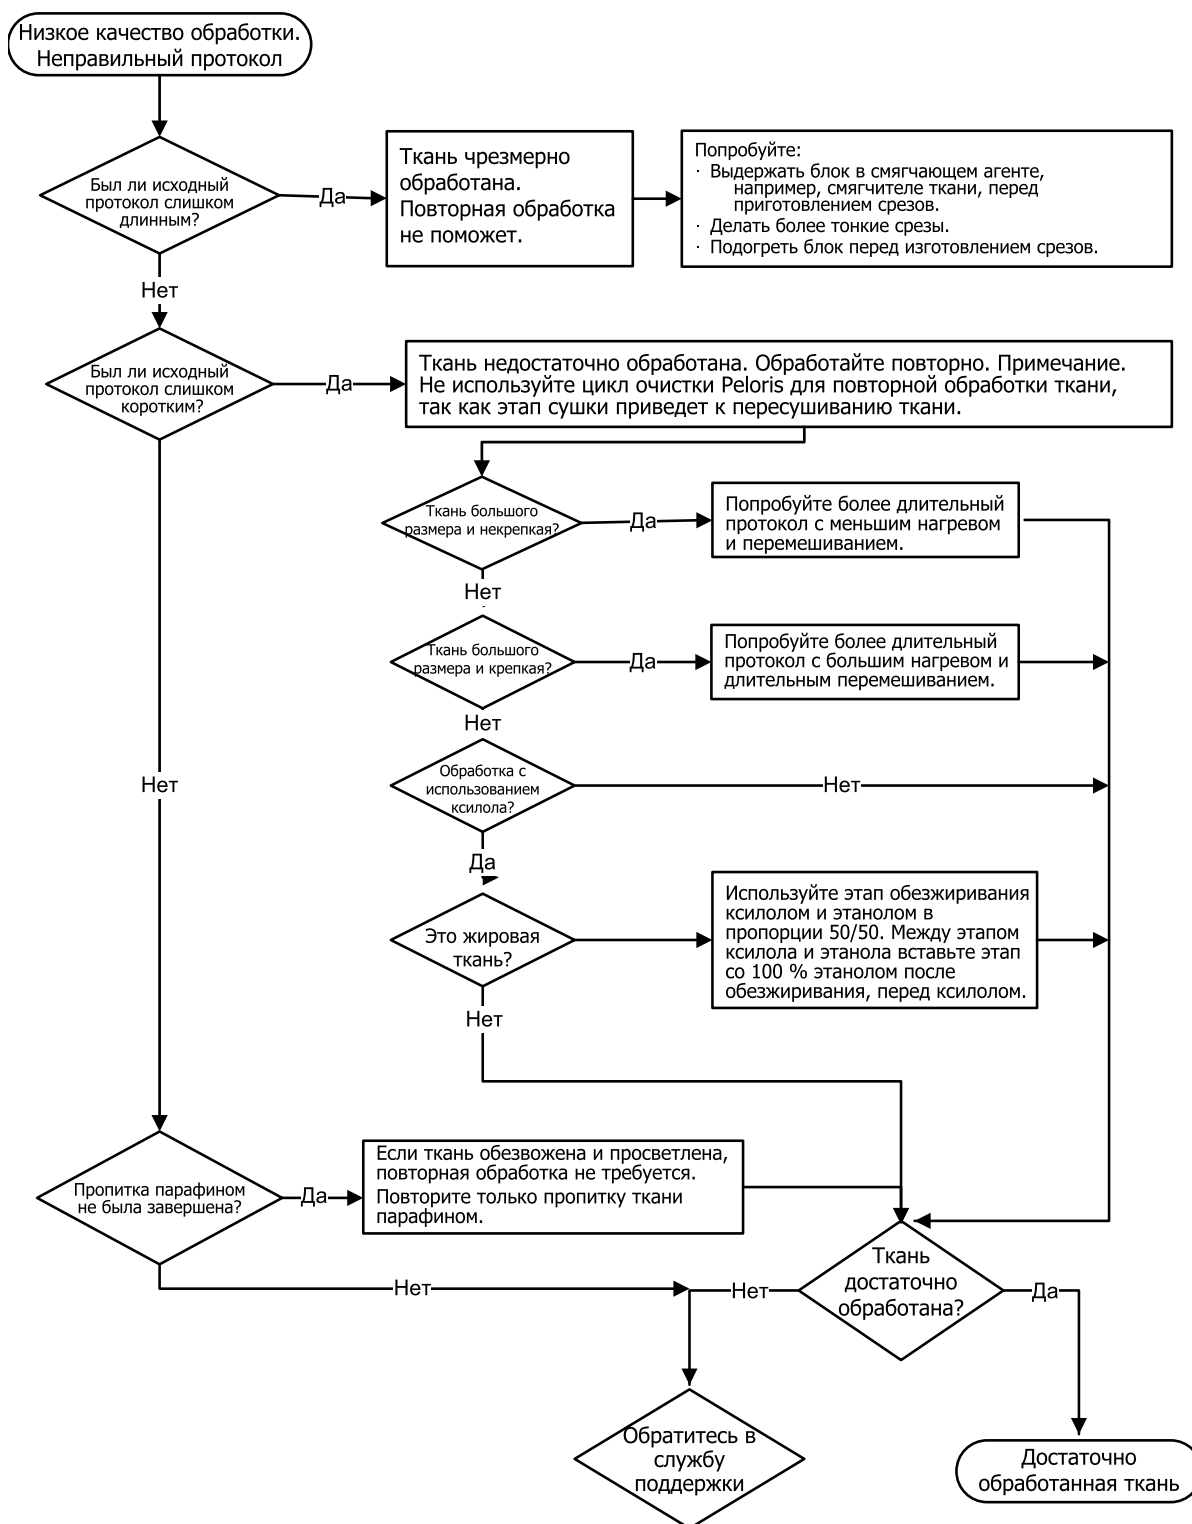 Низкое качество обработки.
Неправильный протокол
Был ли исходный
протокол слишком
длинным?
Да
Ткань чрезмерно
обработана.
Повторная обработка
не поможет.
Попробуйте:
· Выдержать блок в смягчающем агенте,
например, смягчителе ткани, перед
приготовлением срезов.
· Делать более тонкие срезы.
· Подогреть блок перед изготовлением срезов.
Нет
Был ли исходный
протокол слишком
коротким?
Да
Ткань недостаточно обработана. Обработайте повторно. Примечание.
Не используйте цикл очистки Peloris для повторной обработки ткани,
так как этап сушки приведет к пересушиванию ткани.
Ткань большого
размера и некрепкая?
Да
Попробуйте более длительный
протокол с меньшим нагревом
и перемешиванием.
Нет
Ткань большого
размера и крепкая?
Да
Попробуйте более длительный
протокол с большим нагревом и
длительным перемешиванием.
Нет
Обработка с
использованием
ксилола?
Нет
Нет
Да
Это жировая
ткань?
Используйте этап обезжиривания
ксилолом и этанолом в
пропорции 50/50. Между этапом
ксилола и этанола вставьте этап
со 100 % этанолом после
обезжиривания, перед ксилолом.
Нет
Пропитка парафином
не была завершена?
Да
Если ткань обезвожена и просветлена,
повторная обработка не требуется.
Повторите только пропитку ткани
парафином.
Нет
Нет
Ткань
достаточно
обработана?
Да
Обратитесь в
службу
поддержки
Достаточно
обработанная ткань